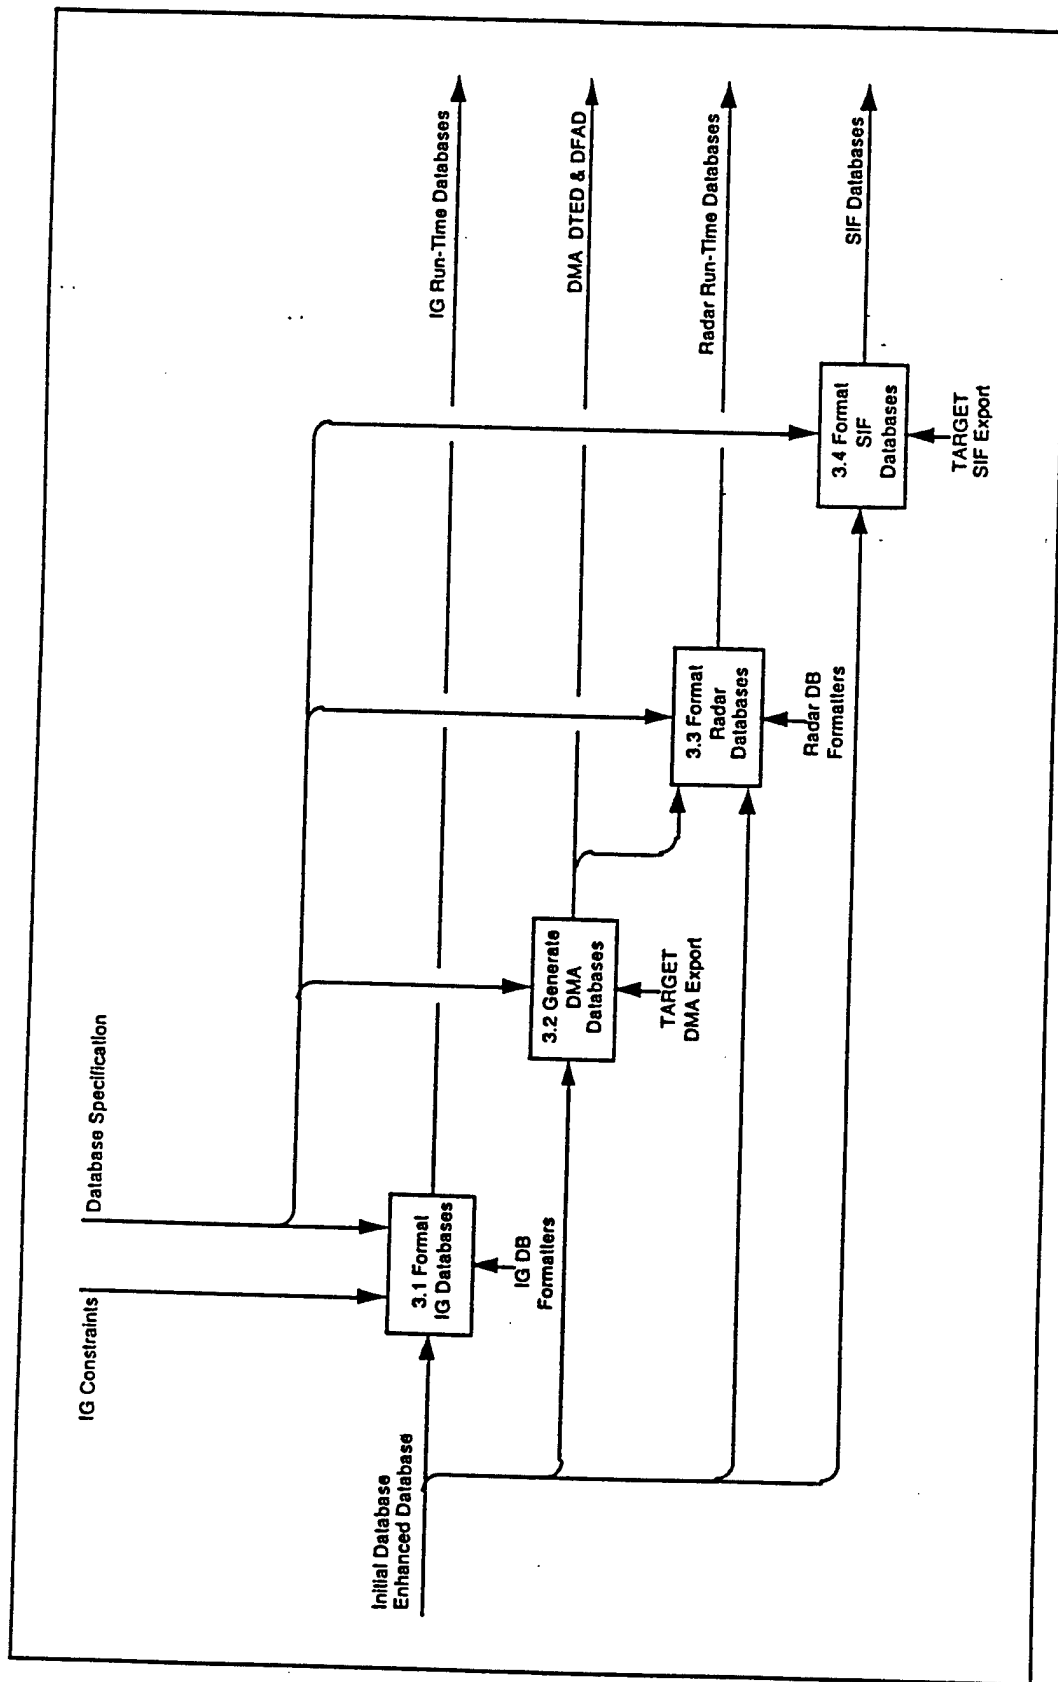 IG Constraints
Database Specification
Initial Database
Enhanced Database
3.1 Format
IG Databases
IG DB
Formatters
3.2 Generate
DMA
Databases
TARGET
DMA Export
3.3 Format
Radar
Databases
Radar DB
Formatters
3.4 Format
SIF
Databases
TARGET
SIF Export
IG Run-Time Databases
DMA DTED & DFAD
Radar Run-Time Databases
SIF Databases